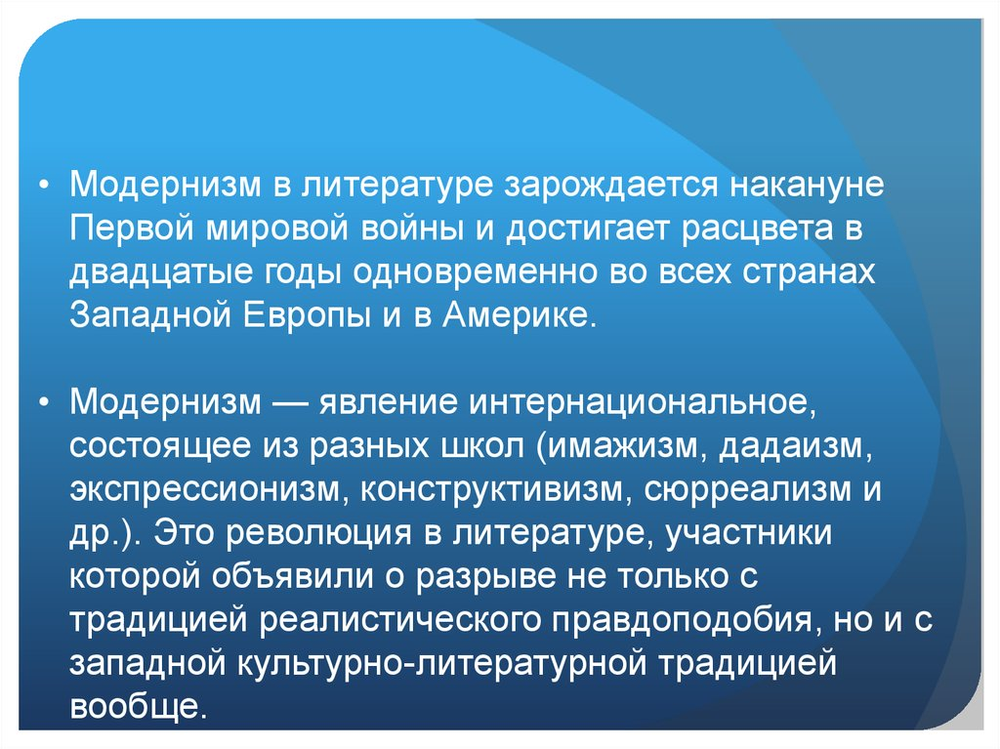 • Модернизм в литературе зарождается накануне
Первой мировой войны и достигает расцвета в
двадцатые годы одновременно во всех странах
Западной Европы и в Америке.
• Модернизм — явление интернациональное,
состоящее из разных школ (имажизм, дадаизм,
экспрессионизм, конструктивизм, сюрреализм и
др.). Это революция в литературе, участники
которой объявили о разрыве не только с
традицией реалистического правдоподобия, но и с
западной культурно-литературной традицией
вообще.